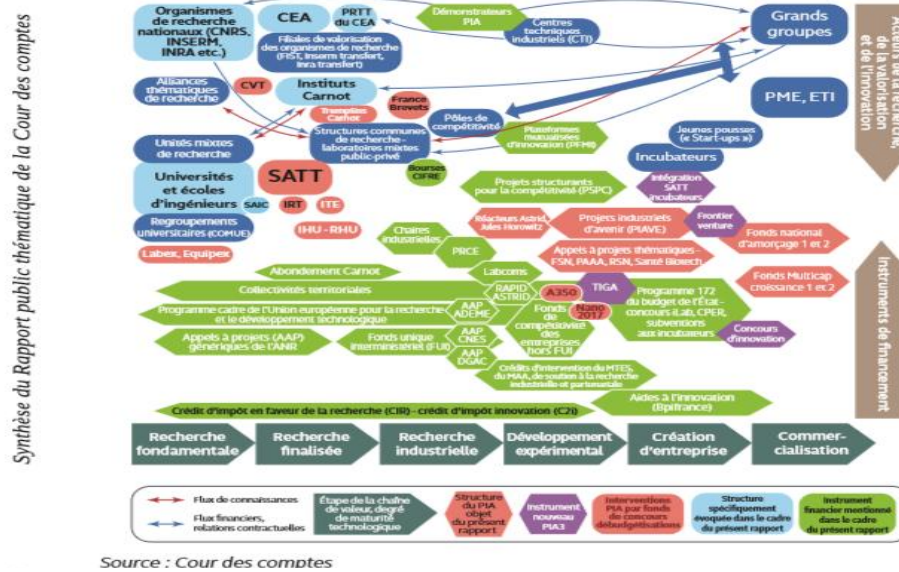 Synthèse du Rapport public thématique de la Cour des comptes
Organismes
de recherche
nationaux (CNRS,
INSERM,
INRA etc.)
CEA
PRTT
du CEA
Démonstrateurs
PIA
Centres
techniques
industriels (CTI)
Grands
groupes
Filiales de valorisation
des organismes de recherche
(FIST, Inserm transfert,
Inra transfert)
Alliances
thématiques
de recherche
CVT
Instituts
Carnot
Tremplins
Carnot
France
Brevets
Pôles de
compétitivité
PME, ETI
Unités mixtes
de recherche
Structures communes
de recherche-
laboratoires mixtes
public-privé
Plateformes
mutualisées
d'innovation (PFMI)
Jeunes pousses
(« Start-ups »)
Incubateurs
Bourses
CIFRE
Universités
et écoles
d'ingénieurs
SAIC
SATT
IRT
ITE
IHU - RHU
Projets structurants
pour la compétitivité (PSPC)
Intégration
SATT
incubateurs
Regroupements
universitaires (COMUE)
Labex, Equipex
Chaires
industrielles
PRCE
Réacteurs Astrid,
Jules Horowitz
Projets industriels
d'avenir (PIAVE)
Frontier
venture
Fonds national
d'amorçage 1 et 2
Appels à projets thématiques -
FSN, PAAA, RSN, Santé Biotech
Abondement Carnot
Labcoms
Fonds Multicap
croissance 1 et 2
Collectivités territoriales
RAPID
ASTRID
A350
TIGA
Nano
2017
Programme cadre de l'Union européenne pour la recherche
et le développement technologique
AAP
ADEME
Fonds
de
compétitivité
des
entreprises
hors FUI
Programme 172
du budget de l'État -
concours iLab, CPER,
subventions
aux incubateurs
Concours
d'innovation
Appels à projets (AAP)
génériques de l'ANR
Fonds unique
interministériel (FUI)
AAP
CNES
AAP
DGAC
Crédits d'intervention du MTES,
du MAA, de soutien à la recherche
industrielle et partenariale
Crédit d'impôt en faveur de la recherche (CIR) - crédit d'impôt innovation (C2i)
Aides à l'innovation
(Bpifrance)
Acteurs de la recherche,
de la valorisation
et de l'innovation
Instruments de financement
Recherche
fondamentale
Recherche
finalisée
Recherche
industrielle
Développement
expérimental
Création
d'entreprise
Commer-
cialisation
Flux de connaissances
Flux financiers,
relations contractuelles
Étape de la chaîne
de valeur, degré
de maturité
technologique
Structure
du PIA
objet
du présent
rapport
Instrument
nouveau
PIA3
Interventions
PIA par fonds
de concours
débudgétisations
Structure
spécifiquement
évoquée dans le cadre
du présent rapport
Instrument
financier mentionné
dans le cadre
du présent rapport
Source : Cour des comptes